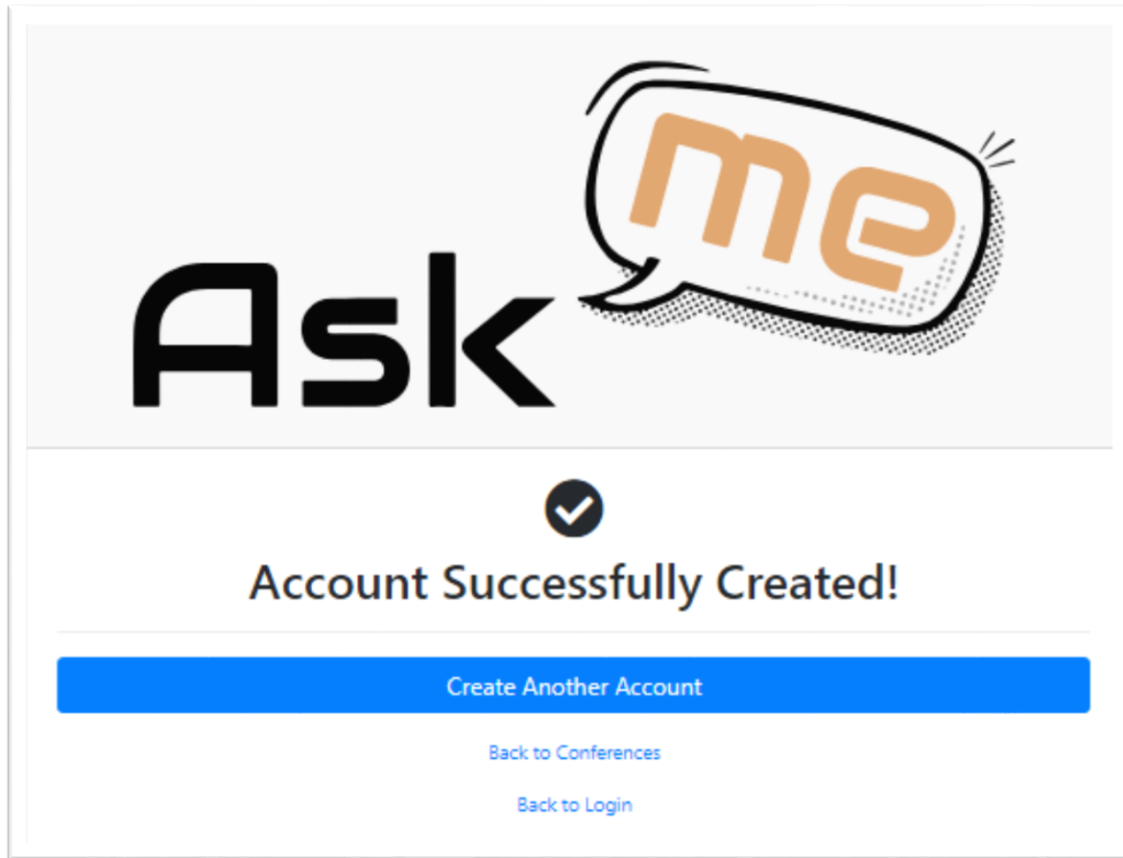 Ask me
Account Successfully Created!
Create Another Account
Back to Conferences
Back to Login